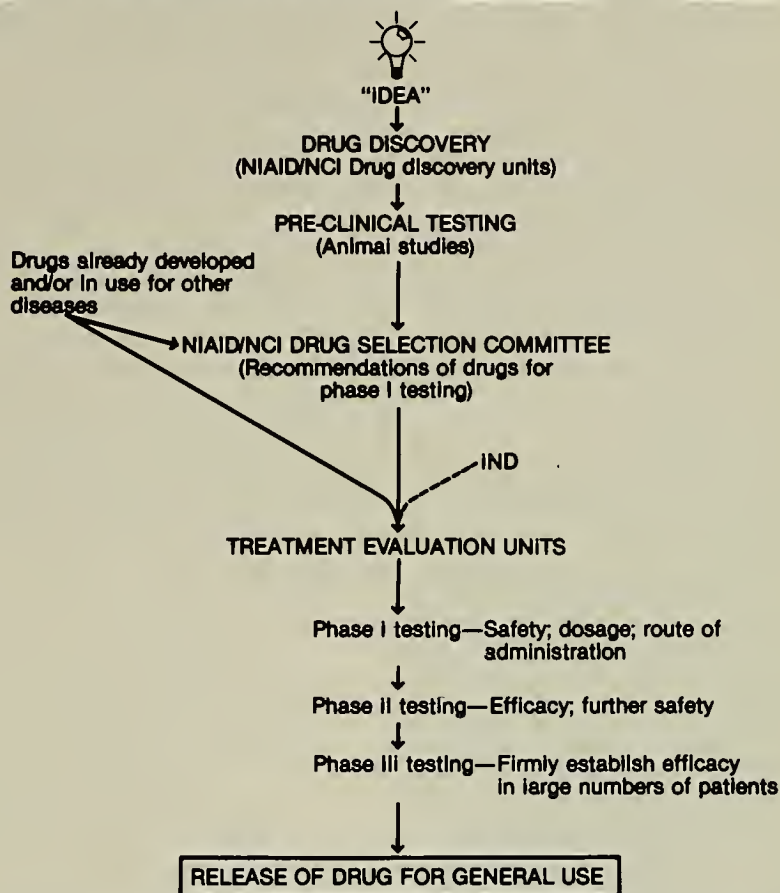 "IDEA"
DRUG DISCOVERY
(NIAID/NCI Drug discovery units)
PRE-CLINICAL TESTING
(Animal studies)
Drugs already developed
and/or in use for other
diseases
NIAID/NCI DRUG SELECTION COMMITTEE
(Recommendations of drugs for
phase I testing)
IND
TREATMENT EVALUATION UNITS
Phase I testing—Safety; dosage; route of
administration
Phase II testing—Efficacy; further safety
Phase III testing—Firmly establish efficacy
in large numbers of patients
RELEASE OF DRUG FOR GENERAL USE